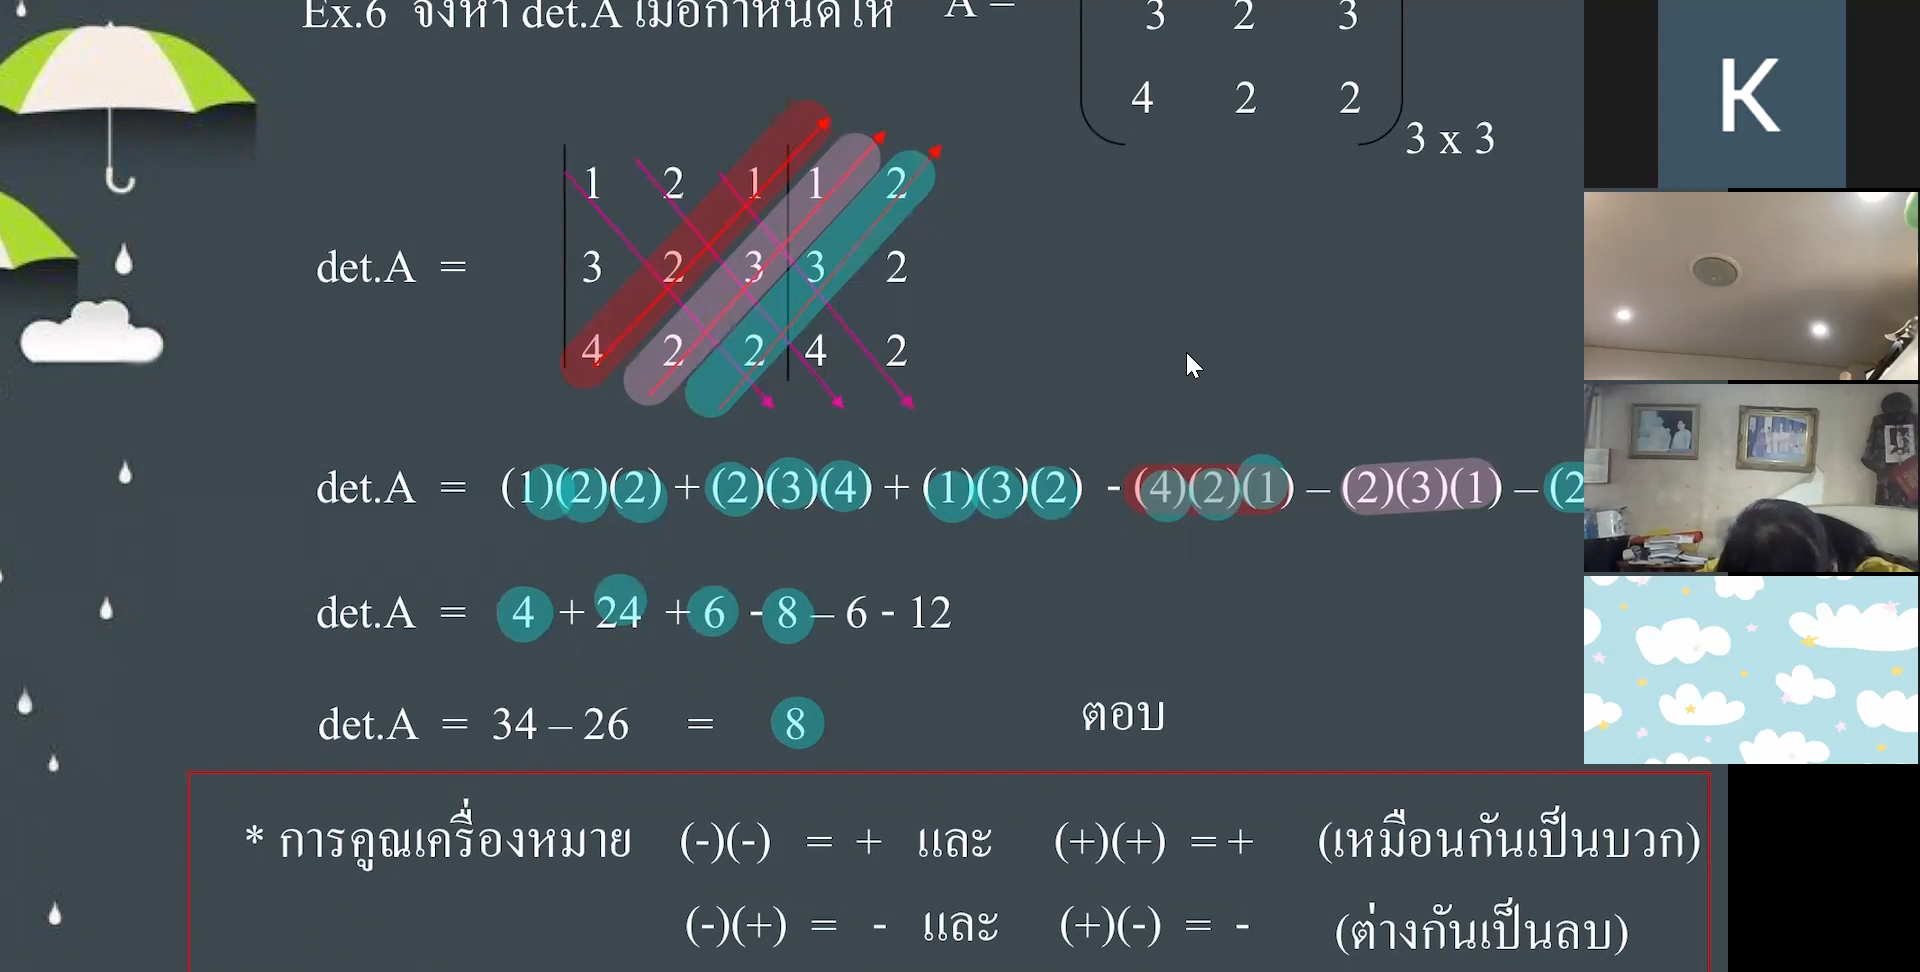 Ex.6 จงหา det.A เมื่อกำหนดให้ A =
3 2 3
4 2 2
3 x 3
1 2 1 1 2
det.A = 3 2 3 3 2
4 2 2 4 2
det.A = (1)(2)(2) + (2)(3)(4) + (1)(3)(2) - (4)(2)(1) – (2)(3)(1) – (2
det.A = 4 + 24 + 6 - 8 – 6 - 12
det.A = 34 – 26 = 8 ตอบ
* การคูณเครื่องหมาย (-)(-) = + และ (+)(+) = + (เหมือนกันเป็นบวก)
(-)(+) = - และ (+)(-) = - (ต่างกันเป็นลบ)
K